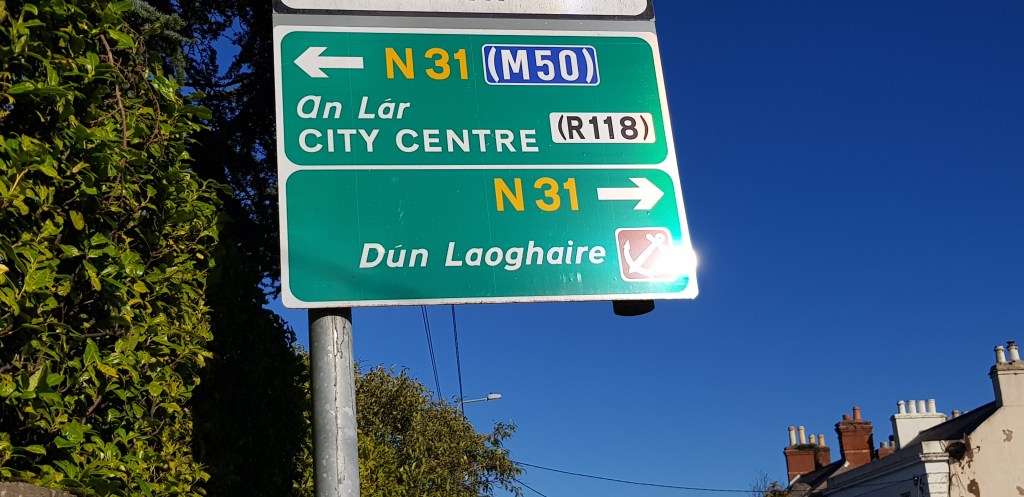 N 31 (M50)
An Lár
CITY CENTRE (R118)
N 31
Dún Laoghaire